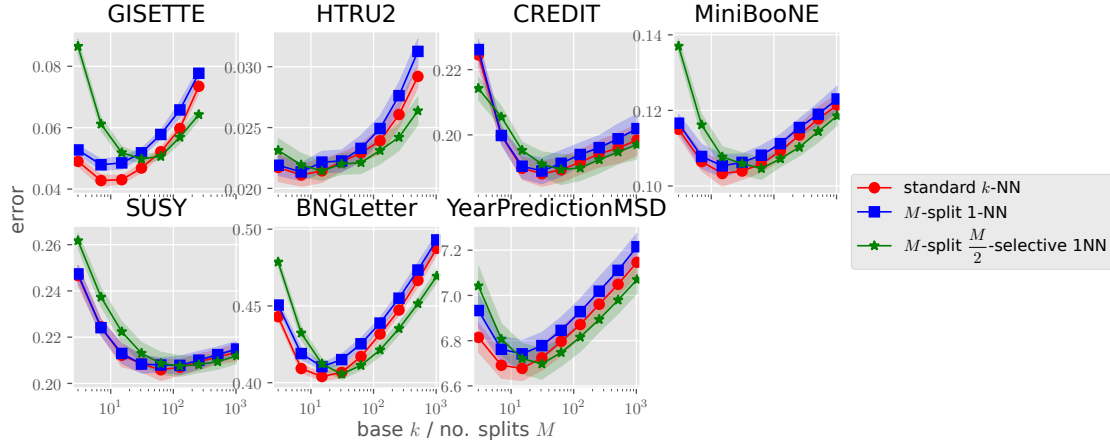 GISETTE
HTRU2
CREDIT
MiniBooNE
0.08
0.06
0.04
0.030
0.025
0.020
0.22
0.20
0.14
0.12
0.10
error
SUSY
BNGLetter
YearPredictionMSD
0.26
0.24
0.22
0.20
0.50
0.45
0.40
7.2
7.0
6.8
6.6
10^1
10^2
10^3
10^1
10^2
10^3
10^1
10^2
10^3
base k / no. splits M
standard k-NN
M-split 1-NN
M-split M/2-selective 1NN